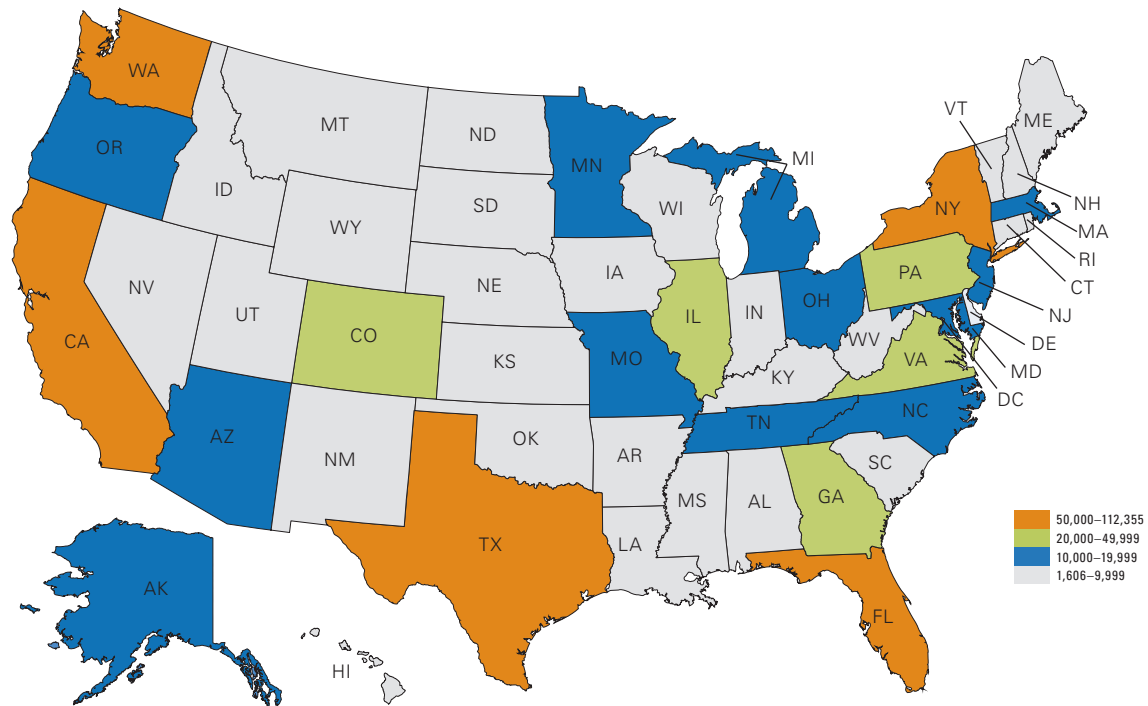 WA
OR
CA
NV
ID
MT
WY
UT
AZ
CO
NM
ND
SD
NE
KS
OK
TX
MN
IA
MO
AR
LA
WI
IL
MI
IN
OH
KY
TN
MS
AL
GA
FL
SC
NC
VA
WV
PA
NY
VT
ME
NH
MA
RI
CT
NJ
DE
MD
DC
AK
HI
50,000–112,355
20,000–49,999
10,000–19,999
1,606–9,999